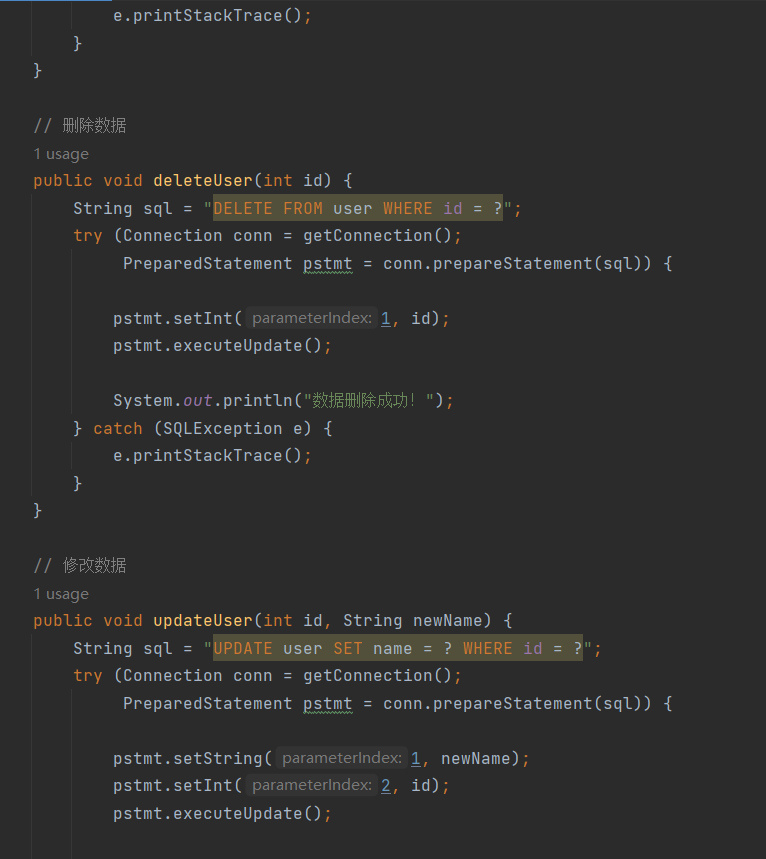 e.printStackTrace();
}
}
// 删除数据
1 usage
public void deleteUser(int id) {
String sql = "DELETE FROM user WHERE id = ?";
try (Connection conn = getConnection();
PreparedStatement pstmt = conn.prepareStatement(sql)) {
pstmt.setInt( parameterIndex: 1, id);
pstmt.executeUpdate();
System.out.println("数据删除成功！");
} catch (SQLException e) {
e.printStackTrace();
}
}
// 修改数据
1 usage
public void updateUser(int id, String newName) {
String sql = "UPDATE user SET name = ? WHERE id = ?";
try (Connection conn = getConnection();
PreparedStatement pstmt = conn.prepareStatement(sql)) {
pstmt.setString( parameterIndex: 1, newName);
pstmt.setInt( parameterIndex: 2, id);
pstmt.executeUpdate();